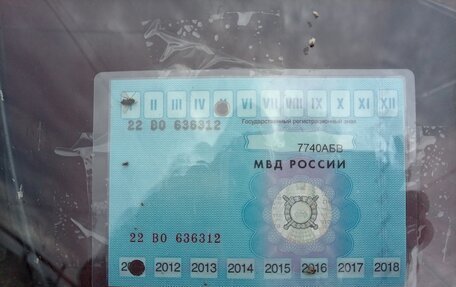 II III IV VI VII VIII IX X XI XII
22 ВО 636312
Государственный регистрационный знак
7740АБВ
МВД РОССИИ
22 ВО 636312
2012 2013 2014 2015 2016 2017 2018